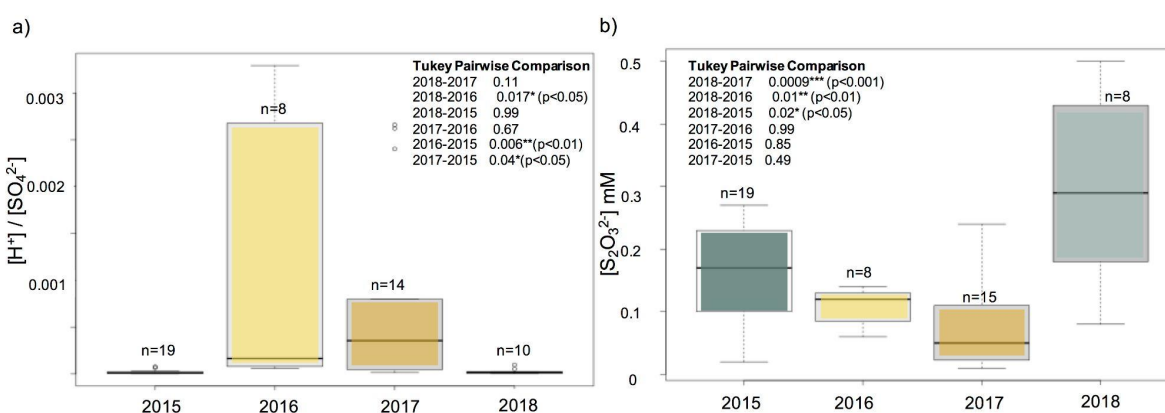 a)
Tukey Pairwise Comparison
2018-2017 0.11
2018-2016 0.017* (p<0.05)
2018-2015 0.99
2017-2016 0.67
2016-2015 0.006**(p<0.01)
2017-2015 0.04*(p<0.05)
[H⁺] / [SO₄²⁻]
0.003
0.002
0.001
n=19
n=8
n=14
n=10
2015 2016 2017 2018
b)
Tukey Pairwise Comparison
2018-2017 0.0009*** (p<0.001)
2018-2016 0.01** (p<0.01)
2018-2015 0.02* (p<0.05)
2017-2016 0.99
2016-2015 0.85
2017-2015 0.49
[S₂O₃²⁻] mM
0.5
0.4
0.3
0.2
0.1
0
n=19
n=8
n=15
n=8
2015 2016 2017 2018